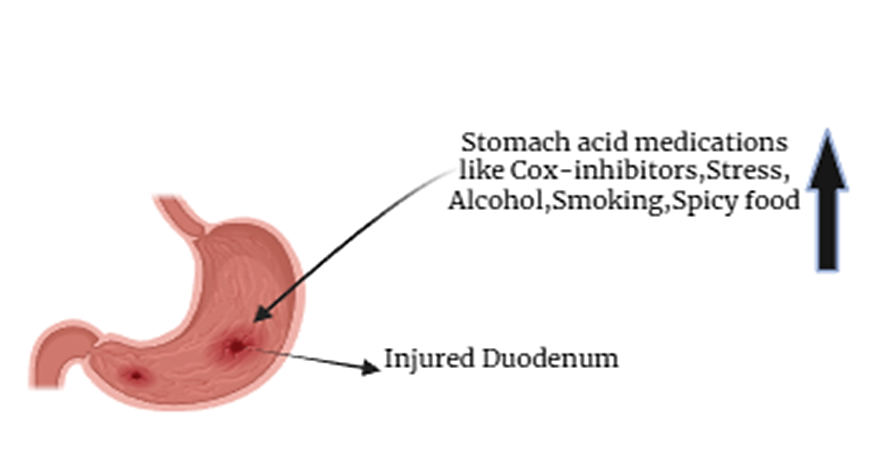 Stomach acid medications
like Cox-inhibitors,Stress,
Alcohol,Smoking,Spicy food
Injured Duodenum